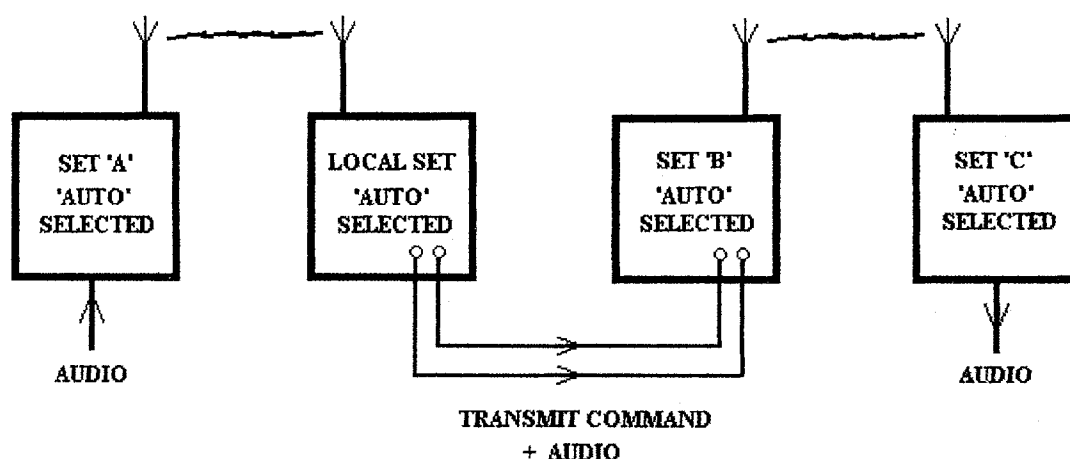 SET 'A'
'AUTO'
SELECTED
LOCAL SET
'AUTO'
SELECTED
SET 'B'
'AUTO'
SELECTED
SET 'C'
'AUTO'
SELECTED
AUDIO
AUDIO
TRANSMIT COMMAND
+ AUDIO